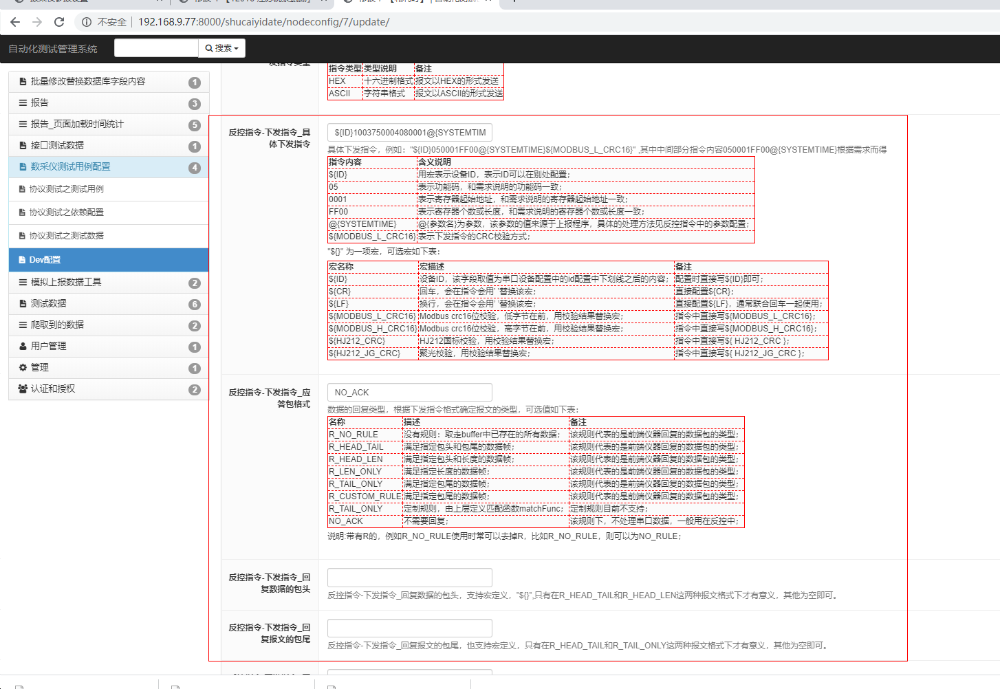 不安全 192.168.9.77:8000/shucaiyidate/nodeconfig/7/update/
自动化测试管理系统 搜索
批量修改替换数据库字段内容 1
报告 3
报告_页面加载时间统计 5
接口测试数据 1
数采仪测试用例配置 4
协议测试之测试用例
协议测试之依赖配置
协议测试之测试数据
Dev配置
模拟上报数据工具 2
测试数据 6
爬取到的数据 2
用户管理 1
管理 1
认证和授权 2
指令类型 类型说明 备注
HEX 十六进制格式 报文以HEX的形式发送
ASCII 字符串格式 报文以ASCII的形式发送
反控指令-下发指令_具
体下发指令
${ID}1003750004080001@{SYSTEMTIM
具体下发指令，例如："${ID}050001FF00@{SYSTEMTIME}${MODBUS_L_CRC16}" ,其中中间部分指令内容050001FF00@{SYSTEMTIME}根据需求而得
指令内容 含义说明
${ID} 用宏表示设备ID，表示ID可以在别处配置；
05 表示功能码，和需求说明的功能码一致；
0001 表示寄存器起始地址，和需求说明的寄存器起始地址一致；
FF00 表示寄存器个数或长度，和需求说明的寄存器个数或长度一致；
@{SYSTEMTIME} @{参数名}为参数，该参数的值来源于上报程序，具体的处理方法见反控指令中的参数配置；
${MODBUS_L_CRC16} 表示下发指令的CRC校验方式；
"${}" 为一项宏，可选宏如下表：
宏名称 宏描述 备注
${ID} 设备ID，该字段取值为串口设备配置中的id配置中下划线之后的内容； 配置时直接写${ID}即可；
${CR} 回车，会在指令会用' '替换该宏； 直接配置${CR}；
${LF} 换行，会在指令会用' '替换该宏； 直接配置${LF}，通常联合回车一起使用；
${MODBUS_L_CRC16} Modbus crc16位校验，低字节在前，用校验结果替换宏； 指令中直接写${MODBUS_L_CRC16}；
${MODBUS_H_CRC16} Modbus crc16位校验，高字节在前，用校验结果替换宏； 指令中直接写${MODBUS_H_CRC16}；
${HJ212_CRC} HJ212国标校验，用校验结果替换宏； 指令中直接写${ HJ212_CRC }；
${HJ212_JG_CRC} 聚光校验，用校验结果替换宏； 指令中直接写${ HJ212_JG_CRC }；
反控指令-下发指令_应
答包格式
NO_ACK
数据的回复类型，根据下发指令格式确定报文的类型，可选值如下表：
名称 描述 备注
R_NO_RULE 没有规则：取走buffer中已存在的所有数据； 该规则代表的是前端仪器回复的数据包的类型；
R_HEAD_TAIL 满足指定包头和包尾的数据帧； 该规则代表的是前端仪器回复的数据包的类型；
R_HEAD_LEN 满足指定包头和长度的数据帧； 该规则代表的是前端仪器回复的数据包的类型；
R_LEN_ONLY 满足指定长度的数据帧； 该规则代表的是前端仪器回复的数据包的类型；
R_TAIL_ONLY 满足指定包尾的数据帧； 该规则代表的是前端仪器回复的数据包的类型；
R_CUSTOM_RULE 满足指定包尾的数据帧； 该规则代表的是前端仪器回复的数据包的类型；
R_TAIL_ONLY 定制规则，由上层定义匹配函数matchFunc； 定制规则目前不支持；
NO_ACK 不需要回复； 该规则下，不处理串口数据，一般用在反控中；
说明:带有R的，例如R_NO_RULE使用时常可以去掉R，比如R_NO_RULE，则可以为NO_RULE；
反控指令-下发指令_回
复数据的包头
反控指令-下发指令_回复数据的包头，支持宏定义，"${}",只有在R_HEAD_TAIL和R_HEAD_LEN这两种报文格式下才有意义，其他为空即可。
反控指令-下发指令_回
复报文的包尾
反控指令-下发指令_回复报文的包尾，也支持宏定义，只有在R_HEAD_TAIL和R_TAIL_ONLY这两种报文格式下才有意义，其他为空即可。